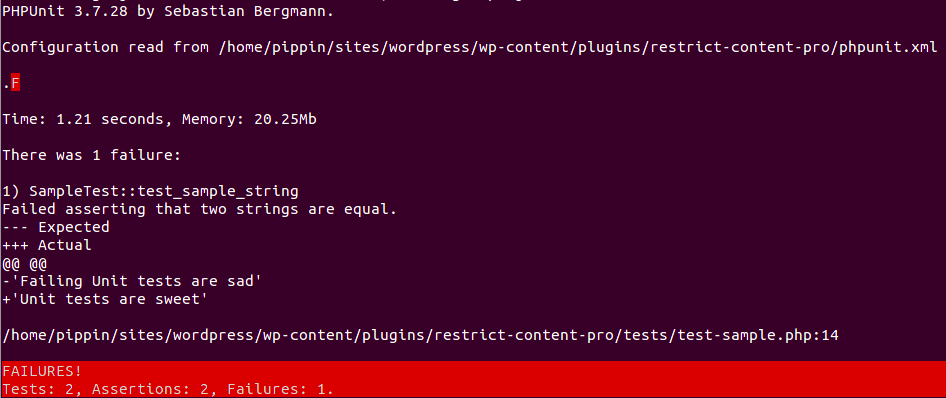 PHPUnit 3.7.28 by Sebastian Bergmann.
Configuration read from /home/pippin/sites/wordpress/wp-content/plugins/restrict-content-pro/phpunit.xml
.F
Time: 1.21 seconds, Memory: 20.25Mb
There was 1 failure:
1) SampleTest::test_sample_string
Failed asserting that two strings are equal.
--- Expected
+++ Actual
@@ @@
-'Failing Unit tests are sad'
+'Unit tests are sweet'
/home/pippin/sites/wordpress/wp-content/plugins/restrict-content-pro/tests/test-sample.php:14
FAILURES!
Tests: 2, Assertions: 2, Failures: 1.